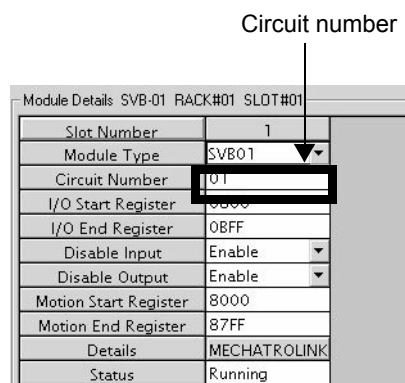 Circuit number
Module Details SVB-01 RACK#01 SLOT#01
Slot Number 1
Module Type SVB01
Circuit Number 01
I/O Start Register 0B00
I/O End Register 0BFF
Disable Input Enable
Disable Output Enable
Motion Start Register 8000
Motion End Register 87FF
Details MECHATROLINK
Status Running